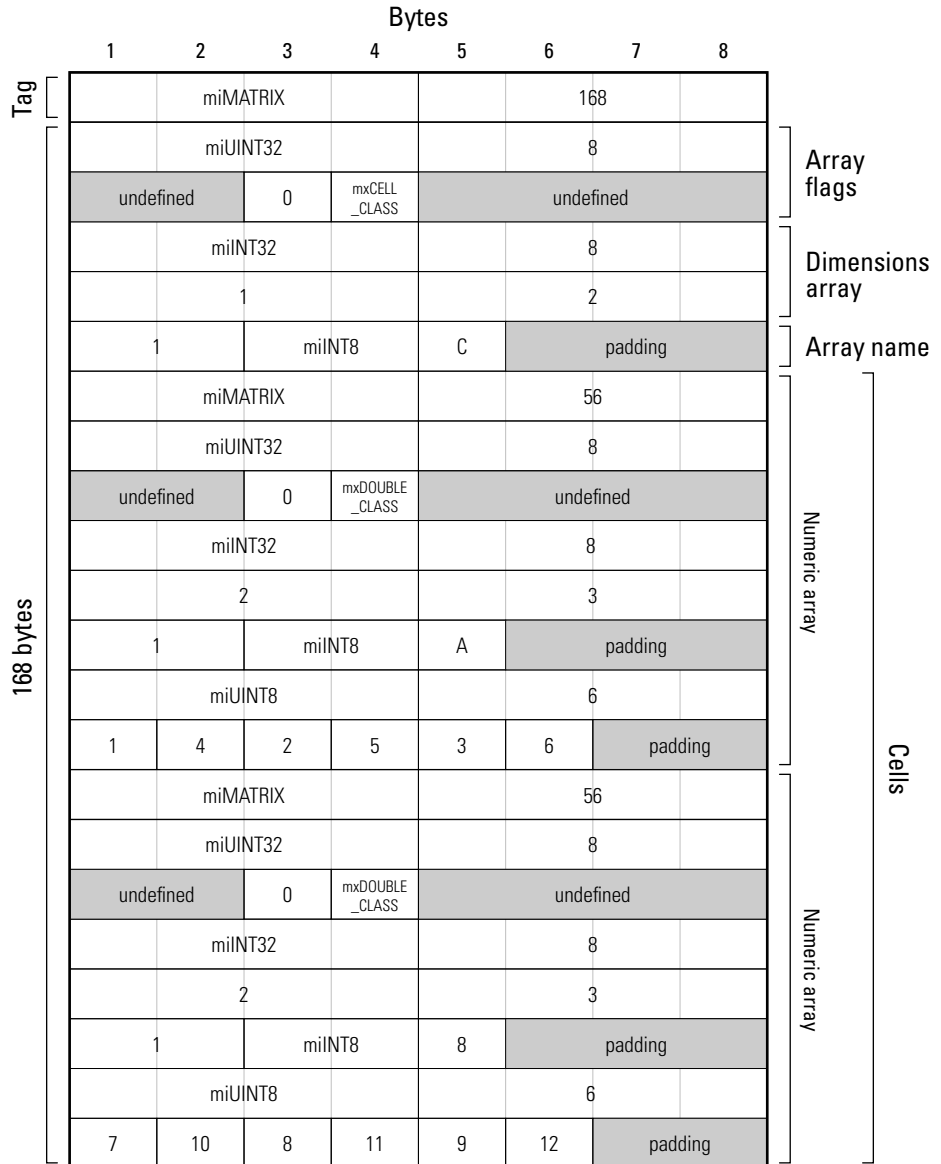 Bytes
1 2 3 4 5 6 7 8
Tag
miMATRIX 168
168 bytes
miUINT32 8
Array
flags
undefined 0 mxCELL
_CLASS undefined
miINT32 8
Dimensions
array
1 2
1 miINT8 C padding
Array name
Cells
Numeric array
miMATRIX 56
miUINT32 8
undefined 0 mxDOUBLE
_CLASS undefined
miINT32 8
2 3
1 miINT8 A padding
miUINT8 6
1 4 2 5 3 6 padding
Numeric array
miMATRIX 56
miUINT32 8
undefined 0 mxDOUBLE
_CLASS undefined
miINT32 8
2 3
1 miINT8 8 padding
miUINT8 6
7 10 8 11 9 12 padding